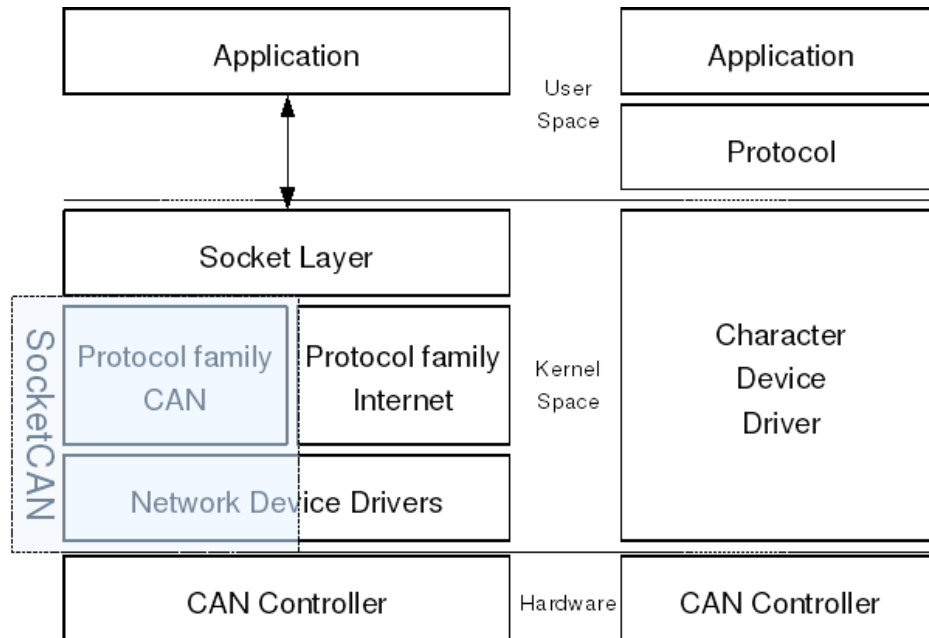 Application
Application
User
Space
Protocol
Socket Layer
SocketCAN
Protocol family
CAN
Protocol family
Internet
Kernel
Space
Character
Device
Driver
Network Device Drivers
CAN Controller
Hardware
CAN Controller